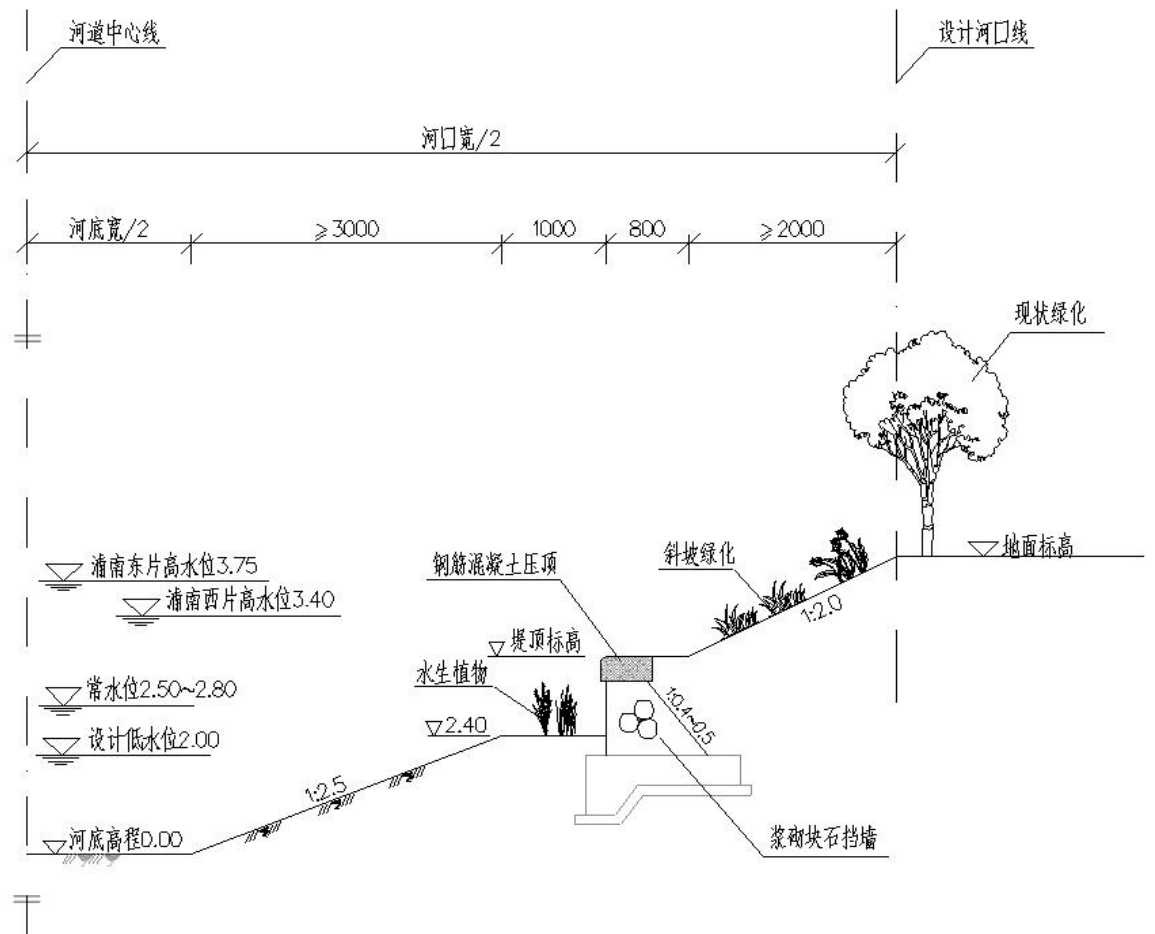 河道中心线
设计河口线
河口宽/2
河底宽/2
≥3000
1000
800
≥2000
现状绿化
地面标高
浦南东片高水位3.75
浦南西片高水位3.40
钢筋混凝土压顶
斜坡绿化
1:2.0
堤顶标高
水生植物
常水位2.50~2.80
1:0.4~0.5
2.40
设计低水位2.00
1:2.5
河底高程0.00
浆砌块石挡墙